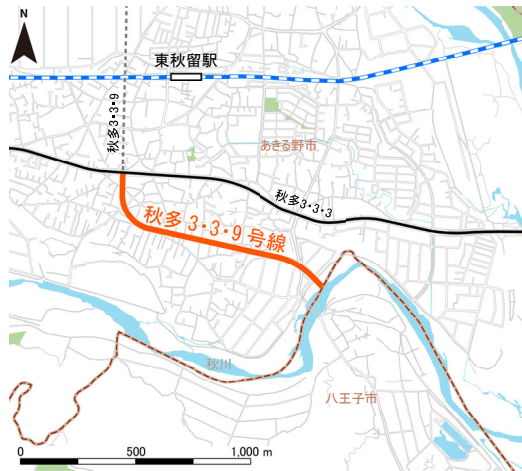 N
東秋留駅
秋多3・3・9
あきる野市
秋多3・3・3
秋多3・3・9号線
秋川
八王子市
0 500 1,000 m